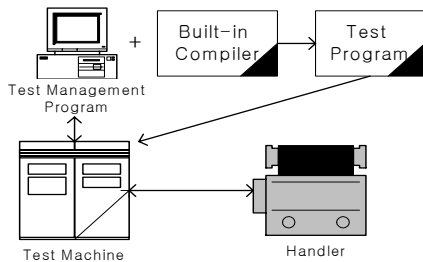 +
Built-in
Compiler
Test
Program
Test Management
Program
Test Machine
Handler